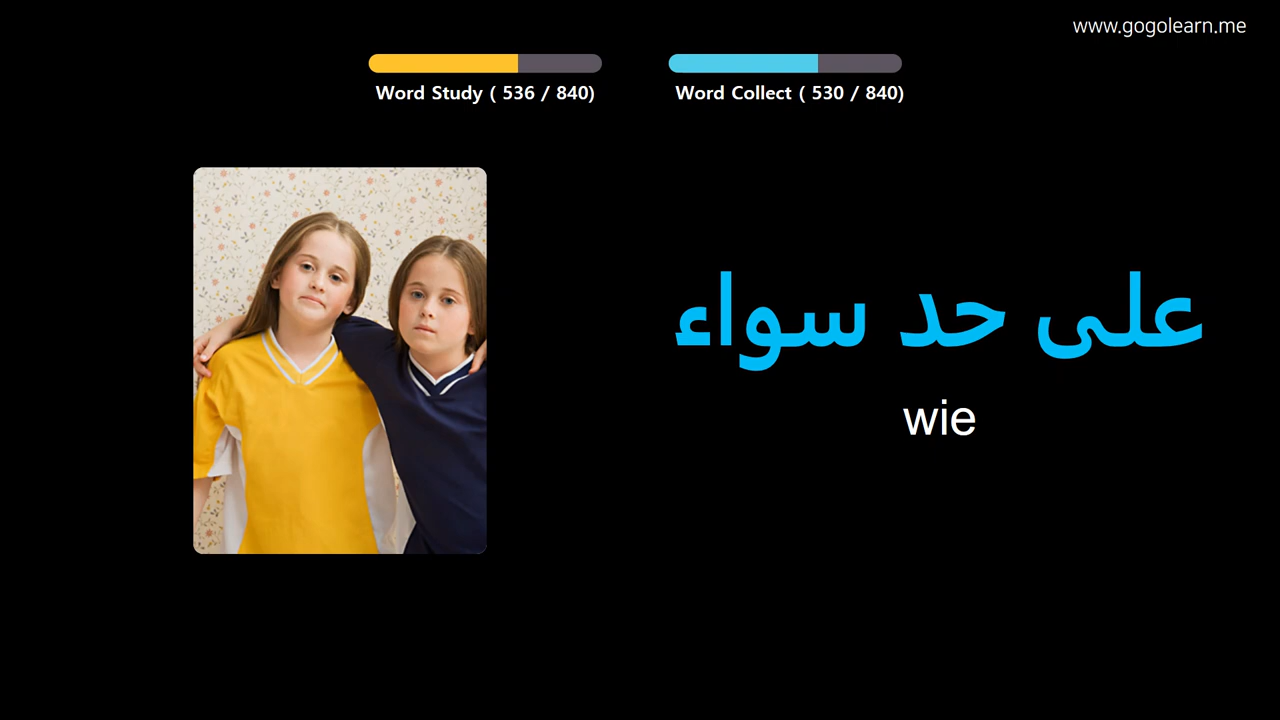 www.gogolearn.me
Word Study ( 536 / 840)
Word Collect ( 530 / 840)
على حد سواء
wie